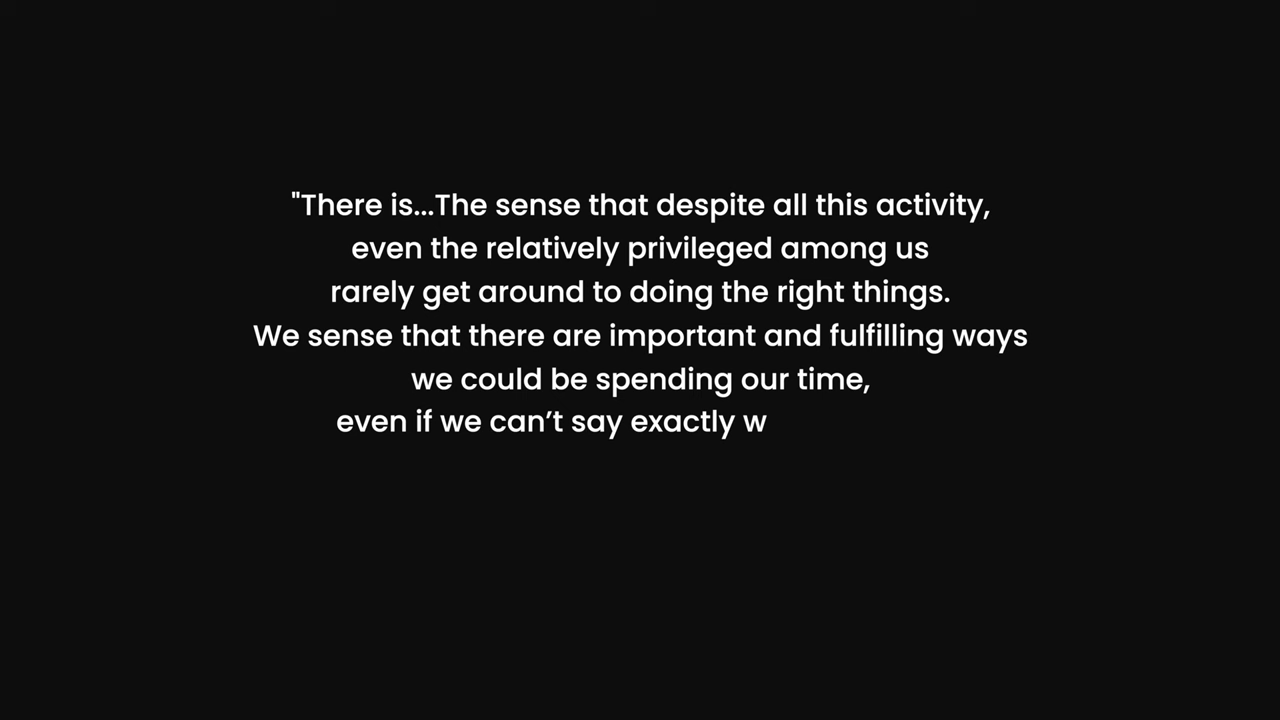 "There is...The sense that despite all this activity,
even the relatively privileged among us
rarely get around to doing the right things.
We sense that there are important and fulfilling ways
we could be spending our time,
even if we can’t say exactly w